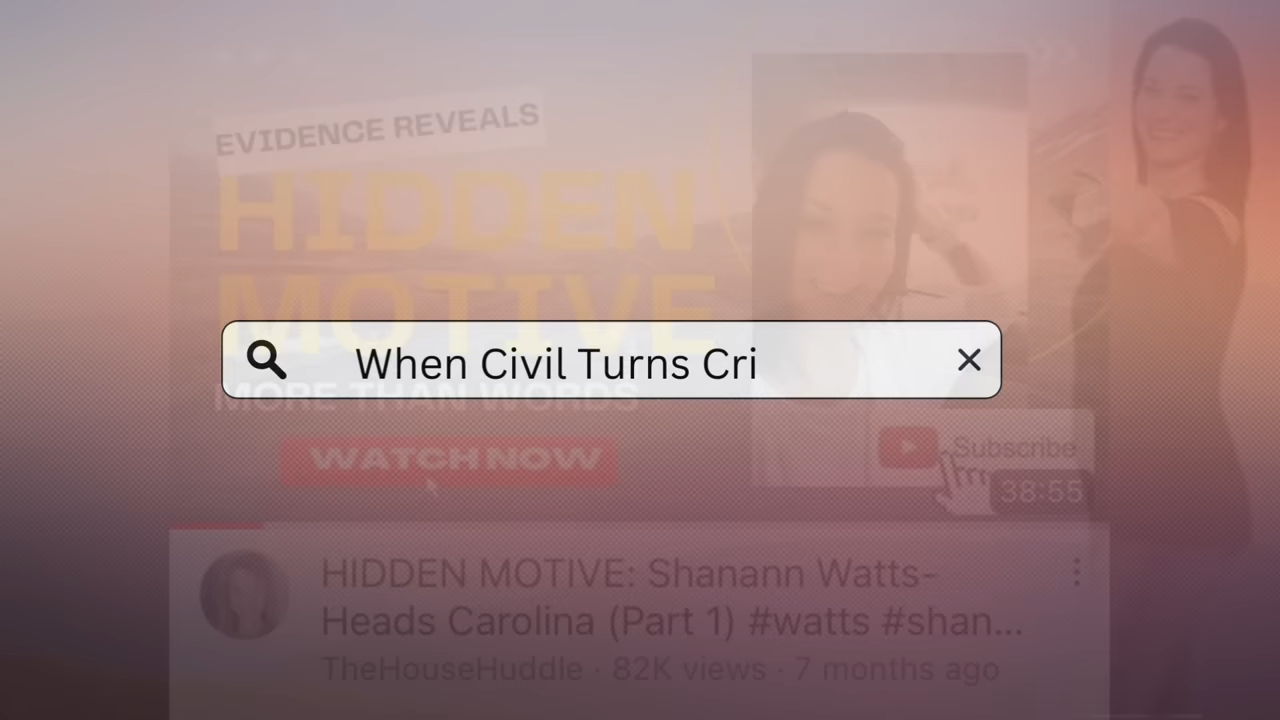 EVIDENCE REVEALS
HIDDEN
MOTIVE
When Civil Turns Cri
MORE THAN WORDS
WATCH NOW
Subscribe
38:55
HIDDEN MOTIVE: Shanann Watts-
Heads Carolina (Part 1) #watts #shan...
TheHouseHuddle · 82K views · 7 months ago